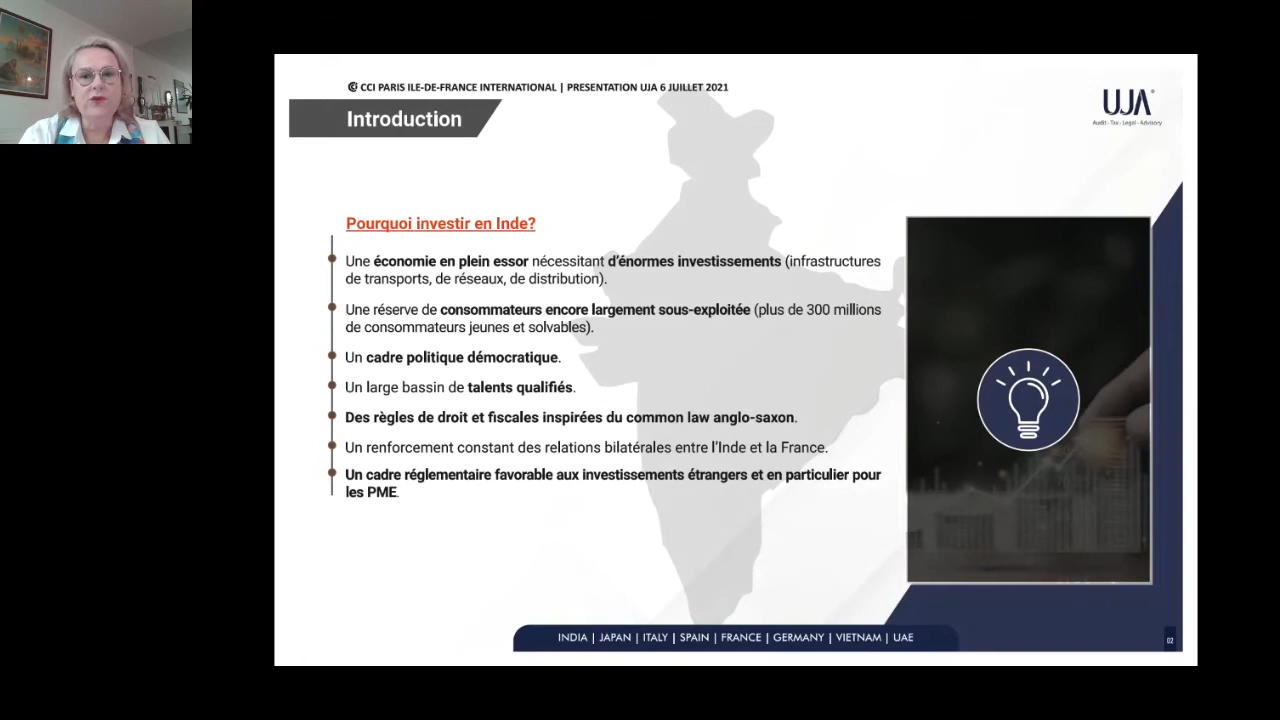 CCI PARIS ILE-DE-FRANCE INTERNATIONAL | PRESENTATION UJA 6 JUILLET 2021
Introduction
UJA
Audit - Tax - Legal - Advisory
Pourquoi investir en Inde?
Une économie en plein essor nécessitant d'énormes investissements (infrastructures
de transports, de réseaux, de distribution).
Une réserve de consommateurs encore largement sous-exploitée (plus de 300 millions
de consommateurs jeunes et solvables).
Un cadre politique démocratique.
Un large bassin de talents qualifiés.
Des règles de droit et fiscales inspirées du common law anglo-saxon.
Un renforcement constant des relations bilatérales entre l'Inde et la France.
Un cadre réglementaire favorable aux investissements étrangers et en particulier pour
les PME.
INDIA | JAPAN | ITALY | SPAIN | FRANCE | GERMANY | VIETNAM | UAE
02